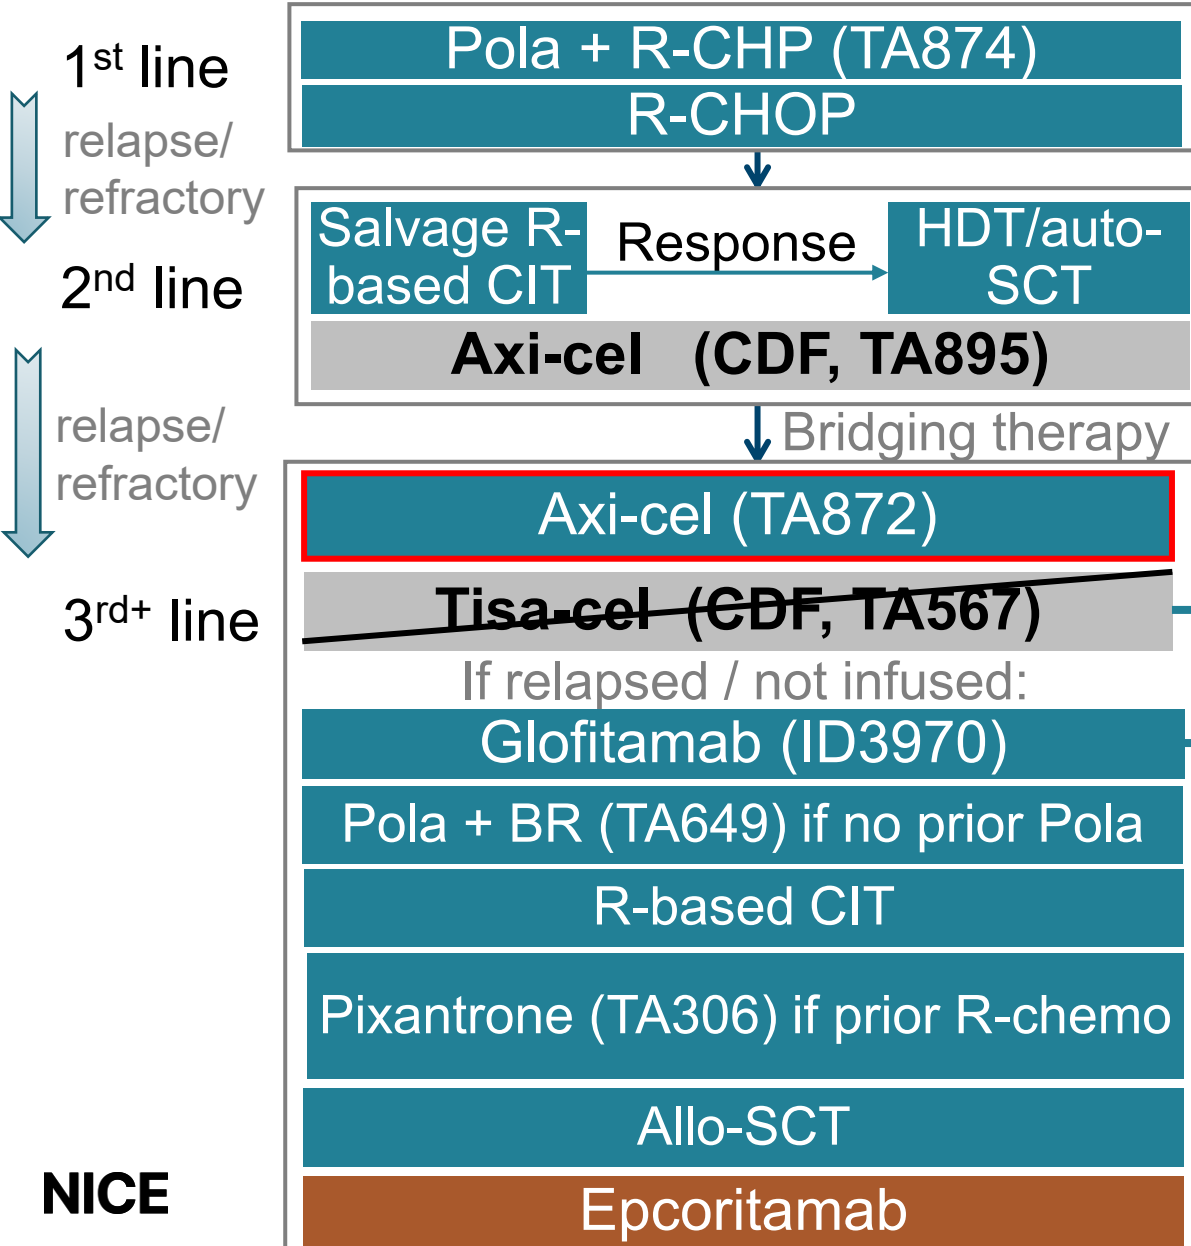 1st line
Pola + R-CHP (TA874)
R-CHOP
relapse/
refractory
2nd line
Salvage R-
based CIT
Response
HDT/auto-
SCT
Axi-cel (CDF, TA895)
relapse/
refractory
Bridging therapy
3rd+ line
Axi-cel (TA872)
Tisa-cel (CDF, TA567)
If relapsed / not infused:
Glofitamab (ID3970)
Pola + BR (TA649) if no prior Pola
R-based CIT
Pixantrone (TA306) if prior R-chemo
Allo-SCT
Epcoritamab
NICE